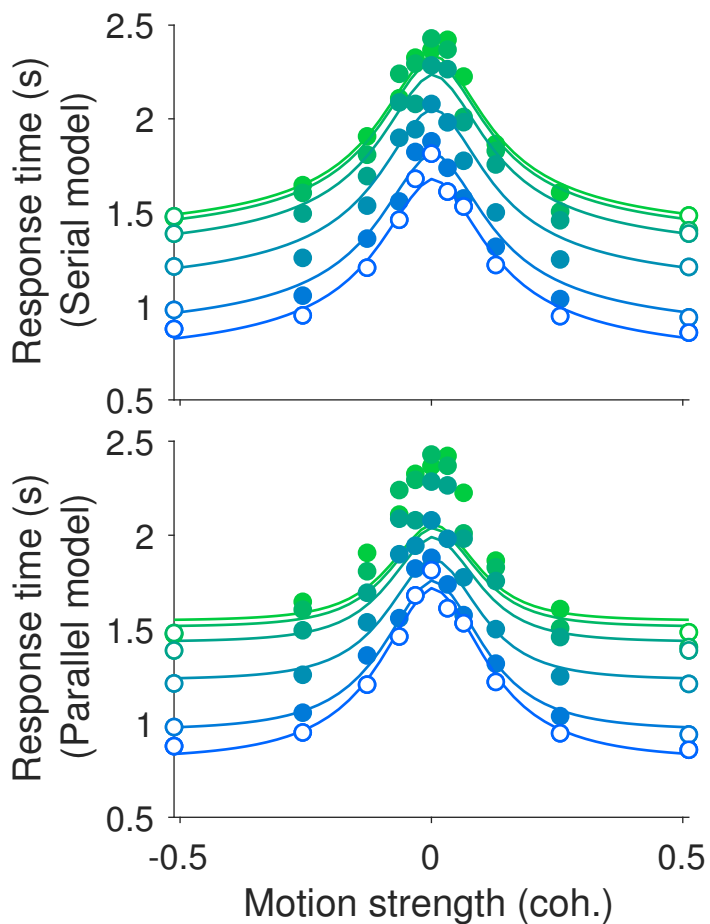 Response time (s)
(Serial model)
2.5
2
1.5
1
0.5
Response time (s)
(Parallel model)
2.5
2
1.5
1
0.5
-0.5 0 0.5
Motion strength (coh.)